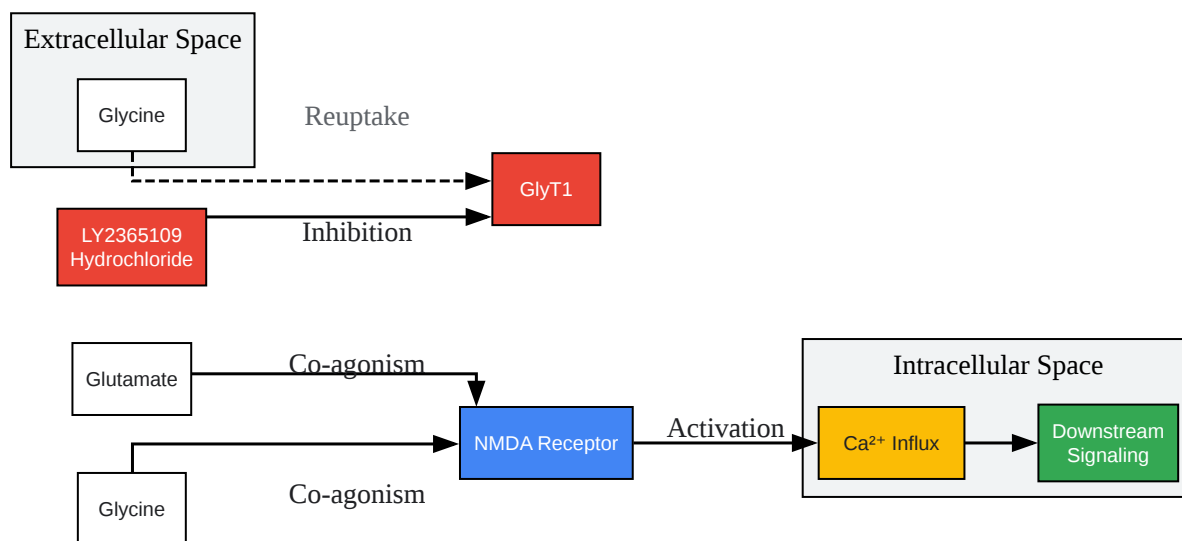 Extracellular Space
Glycine
Reuptake
GlyT1
LY2365109
Hydrochloride
Inhibition
Glutamate
Co-agonism
Intracellular Space
NMDA Receptor
Activation
Ca²⁺ Influx
Downstream
Signaling
Glycine
Co-agonism